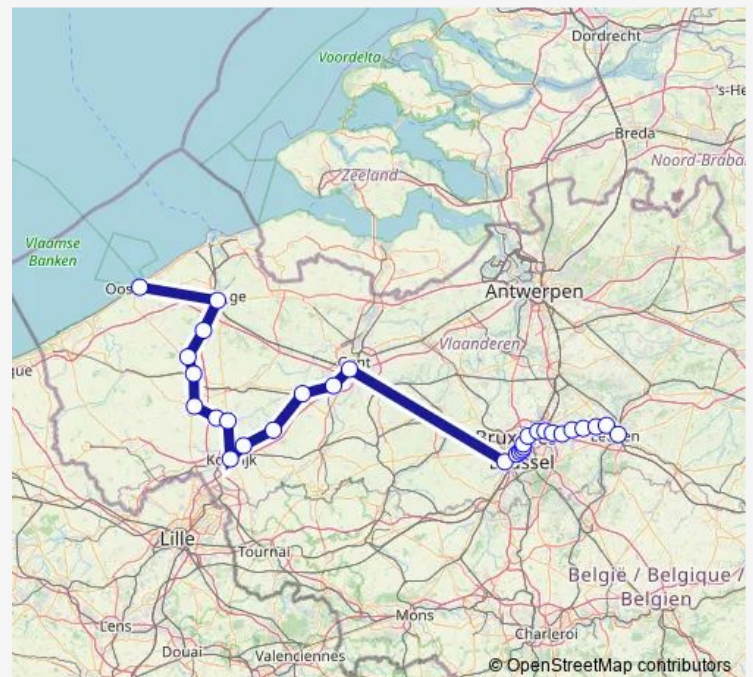 Dordrecht
Voordelta
's-He
Breda
Noord-Braba
Zeeland
Vlaamse
Banken
Oos
ge
Antwerpen
Vlaanderen
que
Gent
Brux
Leuven
Brussel
Kortrijk
Lille
Tournai
België / Belgique /
Belgien
Mons
Lens
Charleroi
Douai
Valenciennes
© OpenStreetMap contributors